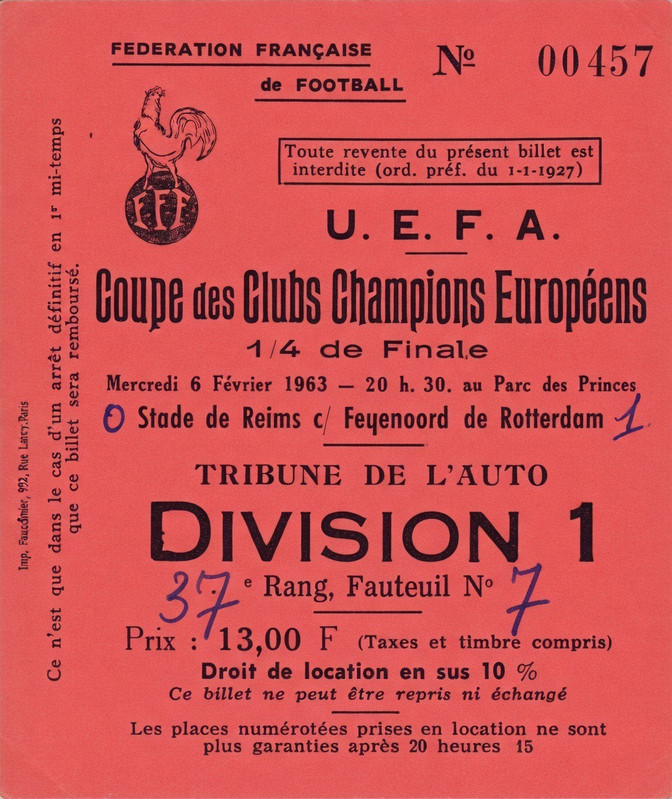 FEDERATION FRANÇAISE
de FOOTBALL
Nº 00457
FFF
Toute revente du présent billet est
interdite (ord. préf. du 1-1-1927)
U. E. F. A.
Coupe des Clubs Champions Européens
1/4 de Finale
Mercredi 6 Février 1963 — 20 h. 30. au Parc des Princes
0 Stade de Reims c/ Feyenoord de Rotterdam 1
TRIBUNE DE L'AUTO
DIVISION 1
37 e Rang, Fauteuil Nº 7
Prix : 13,00 F (Taxes et timbre compris)
Droit de location en sus 10 %
Ce billet ne peut être repris ni échangé
Les places numérotées prises en location ne sont
plus garanties après 20 heures 15
Ce n'est que dans le cas d'un arrêt définitif en 1r mi-temps
que ce billet sera remboursé.
Imp. 992, Rue Paris